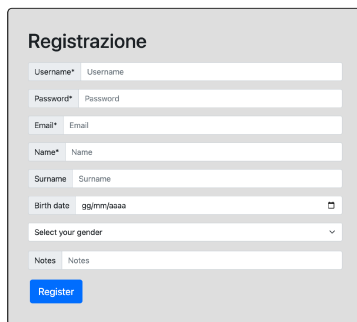 Registrazione
Username* Username
Password* Password
Email* Email
Name* Name
Surname Surname
Birth date gg/mm/aaaa
Select your gender
Notes Notes
Register